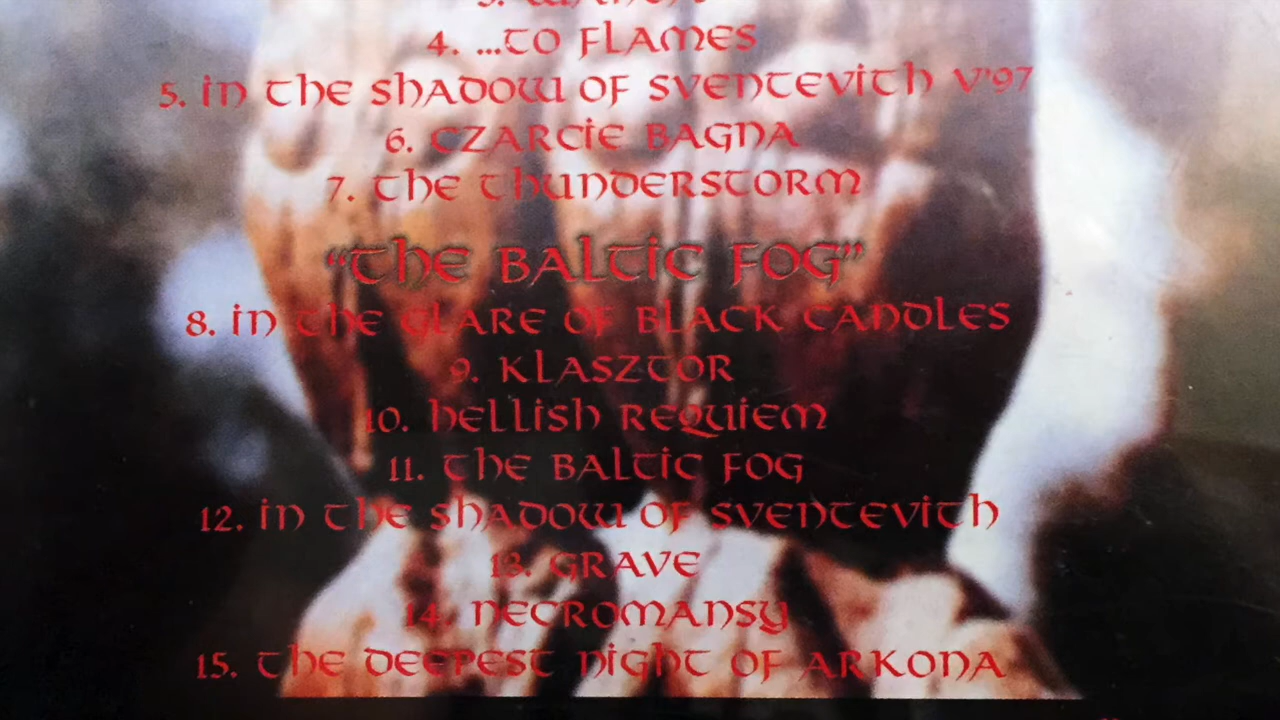 4. ...TO FLAMES
5. IN THE SHADOW OF SVENTEVITH V'97
6. CZARCIE BAGNA
7. THE THUNDERSTORM
"THE BALTIC FOG"
8. IN THE GLARE OF BLACK CANDLES
9. KLASZTOR
10. HELLISH REQUIEM
11. THE BALTIC FOG
12. IN THE SHADOW OF SVENTEVITH
13. GRAVE
14. NECROMANSY
15. THE DEEPEST NIGHT OF ARKONA